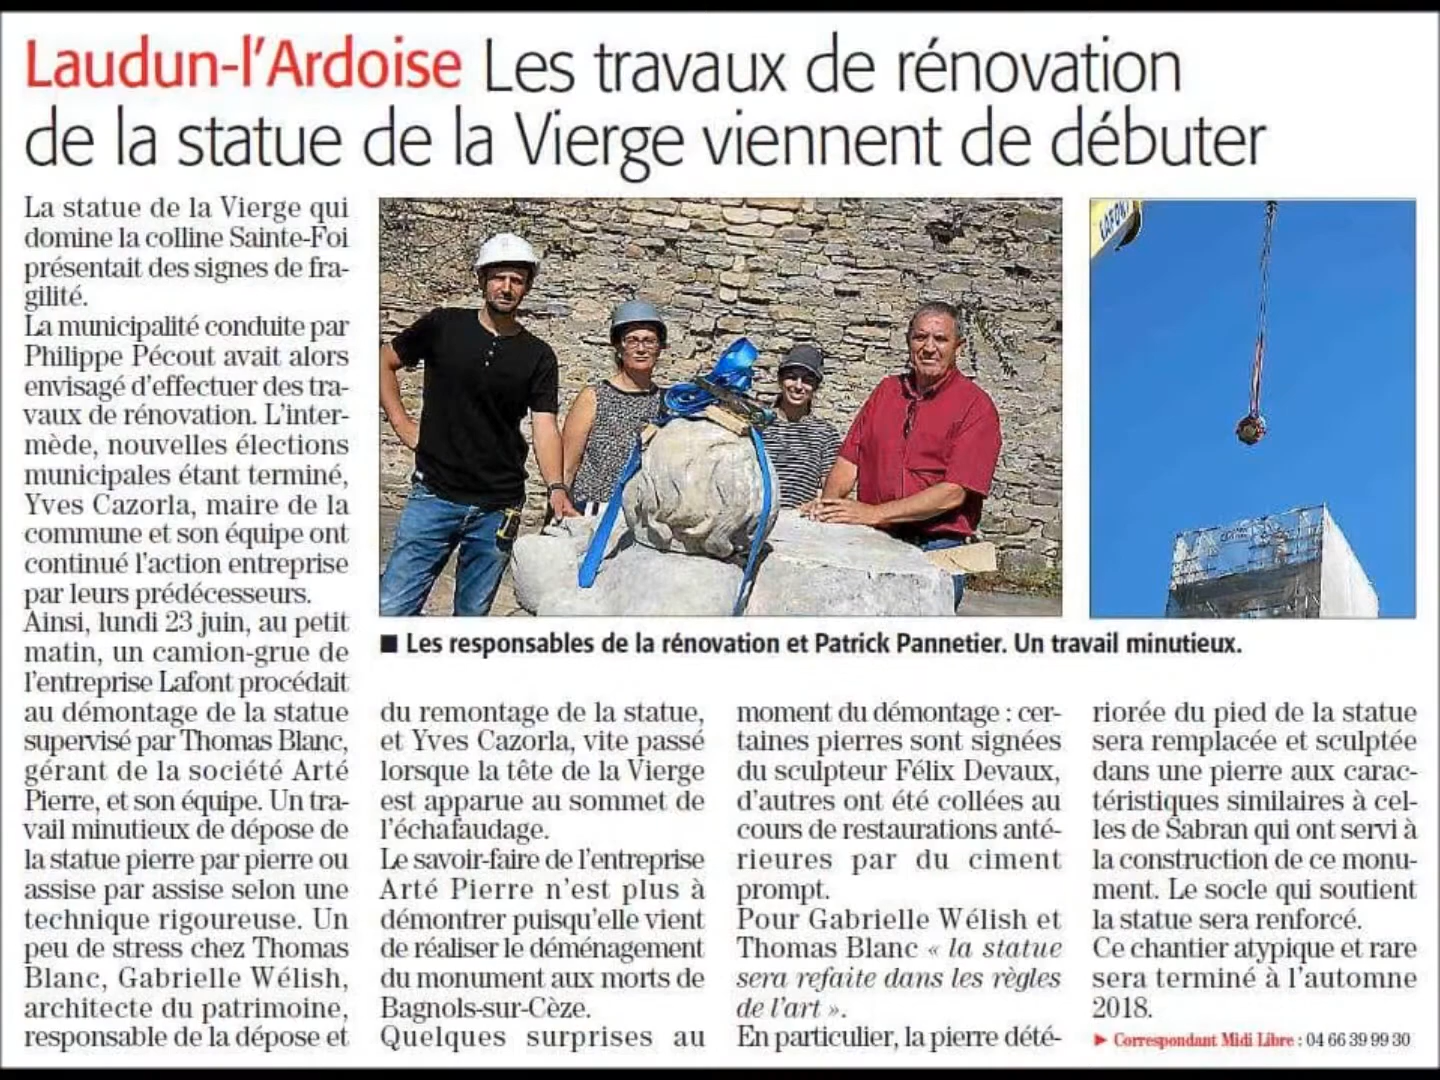 Laudun-l'Ardoise Les travaux de rénovation
de la statue de la Vierge viennent de débuter
La statue de la Vierge qui
domine la colline Sainte-Foi
présentait des signes de fra-
gilité.
La municipalité conduite par
Philippe Pécout avait alors
envisagé d'effectuer des tra-
vaux de rénovation. L'inter-
mède, nouvelles élections
municipales étant terminé,
Yves Cazorla, maire de la
commune et son équipe ont
continué l'action entreprise
par leurs prédécesseurs.
Ainsi, lundi 23 juin, au petit
matin, un camion-grue de
l'entreprise Lafont procédait
au démontage de la statue
supervisé par Thomas Blanc,
gérant de la société Arté
Pierre, et son équipe. Un tra-
vail minutieux de dépose de
la statue pierre par pierre ou
assise par assise selon une
technique rigoureuse. Un
peu de stress chez Thomas
Blanc, Gabrielle Wélish,
architecte du patrimoine,
responsable de la dépose et
LAFONT
■ Les responsables de la rénovation et Patrick Pannetier. Un travail minutieux.
du remontage de la statue,
et Yves Cazorla, vite passé
lorsque la tête de la Vierge
est apparue au sommet de
l'échafaudage.
Le savoir-faire de l'entreprise
Arté Pierre n'est plus à
démontrer puisqu'elle vient
de réaliser le déménagement
du monument aux morts de
Bagnols-sur-Cèze.
Quelques surprises au
moment du démontage : cer-
taines pierres sont signées
du sculpteur Félix Devaux,
d'autres ont été collées au
cours de restaurations anté-
rieures par du ciment
prompt.
Pour Gabrielle Wélish et
Thomas Blanc « la statue
sera refaite dans les règles
de l'art ».
En particulier, la pierre dété-
riorée du pied de la statue
sera remplacée et sculptée
dans une pierre aux carac-
téristiques similaires à cel-
les de Sabran qui ont servi à
la construction de ce monu-
ment. Le socle qui soutient
la statue sera renforcé.
Ce chantier atypique et rare
sera terminé à l'automne
2018.
► Correspondant Midi Libre : 04 66 39 99 30